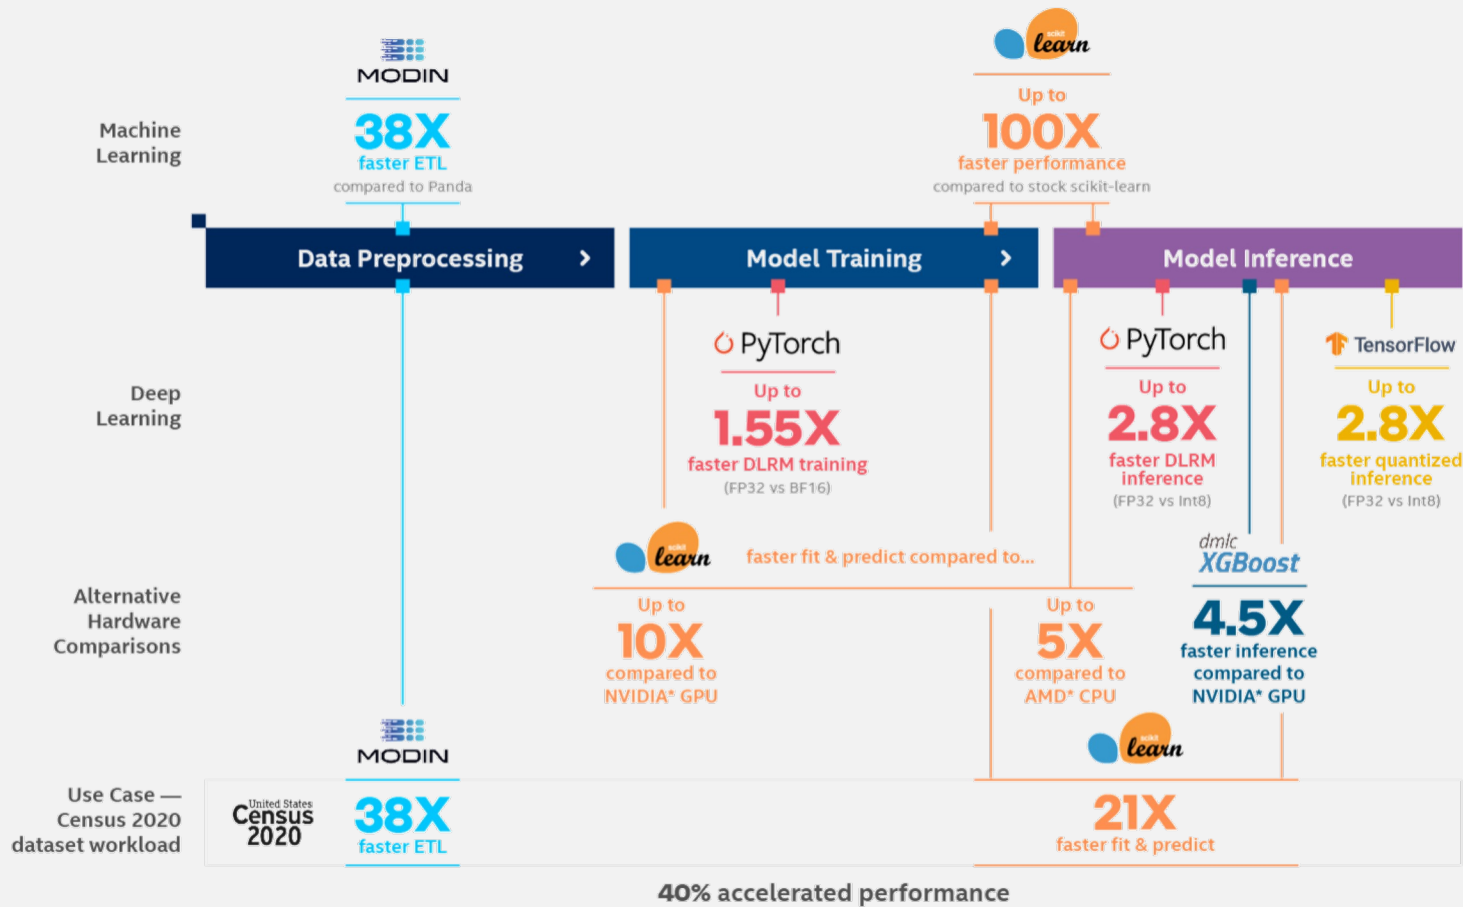 MODIN
38X
faster ETL
compared to Panda
scikit
learn
Up to
100X
faster performance
compared to stock scikit-learn
Machine
Learning
Data Preprocessing
Model Training
Model Inference
Deep
Learning
PyTorch
Up to
1.55X
faster DLRM training
(FP32 vs BF16)
PyTorch
Up to
2.8X
faster DLRM
inference
(FP32 vs Int8)
TensorFlow
Up to
2.8X
faster quantized
inference
(FP32 vs Int8)
Alternative
Hardware
Comparisons
scikit
learn
faster fit & predict compared to...
Up to
10X
compared to
NVIDIA* GPU
Up to
5X
compared to
AMD* CPU
dmlc
XGBoost
4.5X
faster inference
compared to
NVIDIA* GPU
Use Case —
Census 2020
dataset workload
United States
Census
2020
MODIN
38X
faster ETL
scikit
learn
21X
faster fit & predict
40% accelerated performance